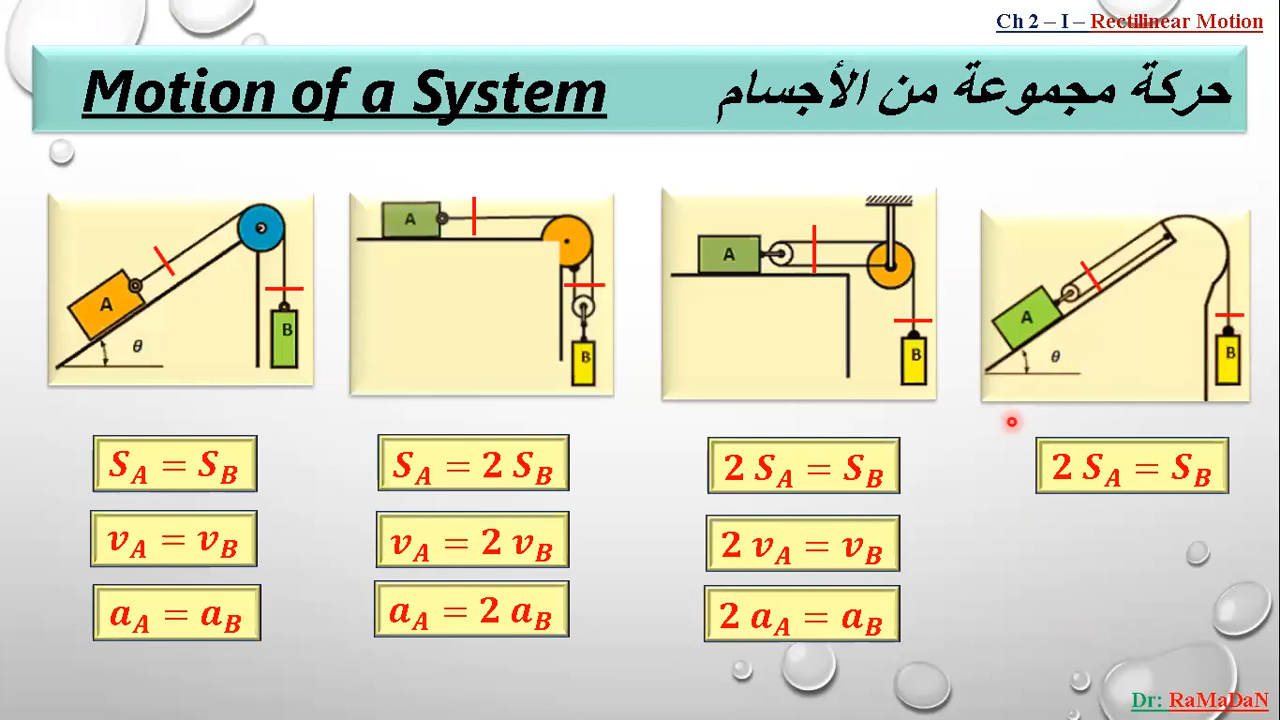 Ch 2 – I – Rectilinear Motion
Motion of a System حركة مجموعة من الأجسام
A θ B
A B
A B
A θ B
S_A = S_B
S_A = 2 S_B
2 S_A = S_B
2 S_A = S_B
v_A = v_B
v_A = 2 v_B
2 v_A = v_B
a_A = a_B
a_A = 2 a_B
2 a_A = a_B
Dr: RaMaDaN